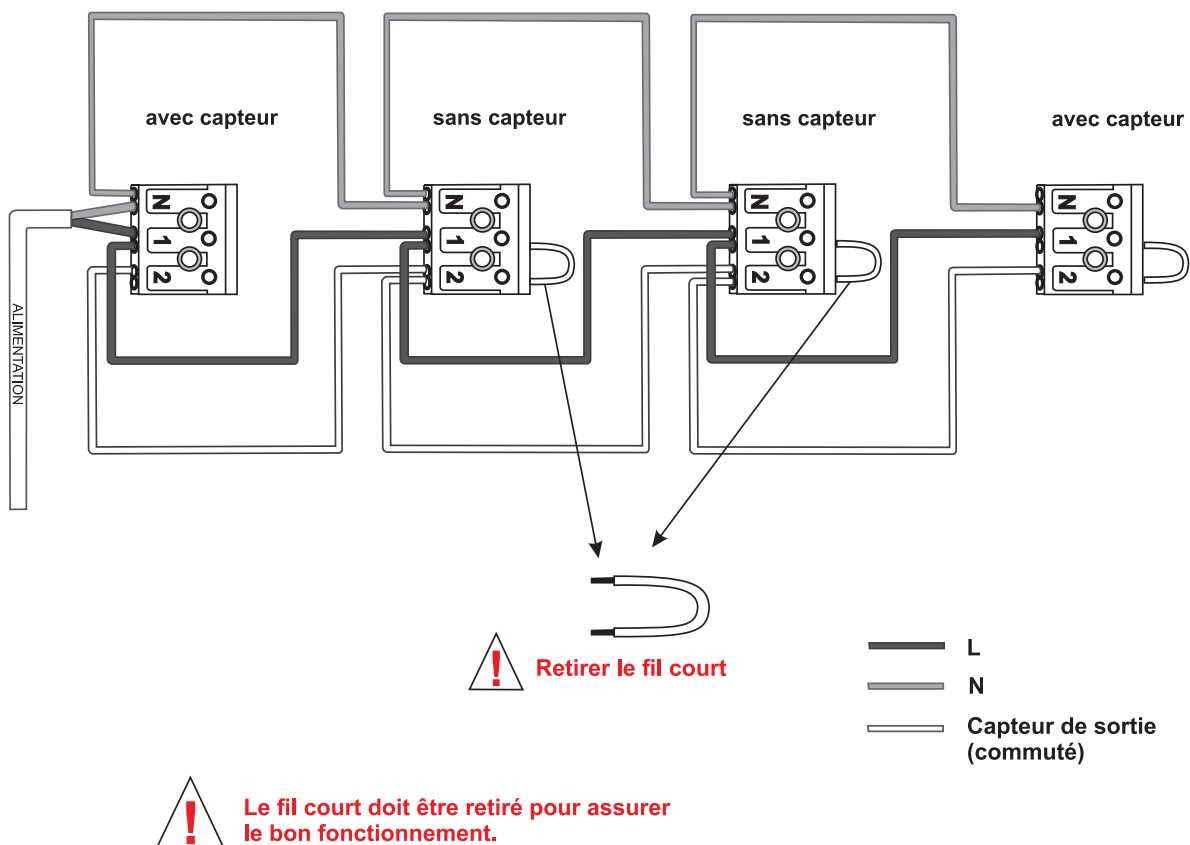 avec capteur
sans capteur
sans capteur
avec capteur
N
1
2
N
1
2
N
1
2
N
1
2
ALIMENTATION
!
Retirer le fil court
L
N
Capteur de sortie
(commuté)
!
Le fil court doit être retiré pour assurer
le bon fonctionnement.